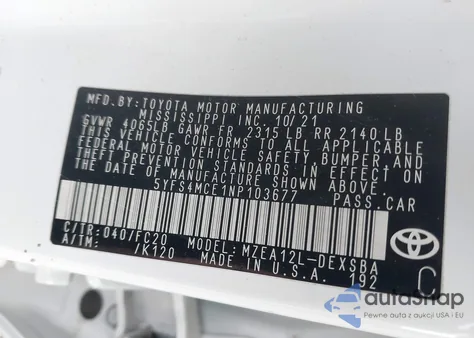 MFD. BY: TOYOTA MOTOR MANUFACTURING
MISSISSIPPI INC. 10/21
GVWR 4065LB GAWR FR 2315 LB RR 2140 LB
THIS VEHICLE CONFORMS TO ALL APPLICABLE
FEDERAL MOTOR VEHICLE SAFETY, BUMPER, AND
THEFT PREVENTION STANDARDS IN EFFECT ON
THE DATE OF MANUFACTURE SHOWN ABOVE.
5YFS4MCE1NP103677 PASS.CAR
C/TR: 040/FC20 MODEL: MZEA12L-DEXSBA
A/TM: /K120 MADE IN U.S.A. 192
TOYOTA
C
autoSnap
Pewne auta z aukcji USA i EU